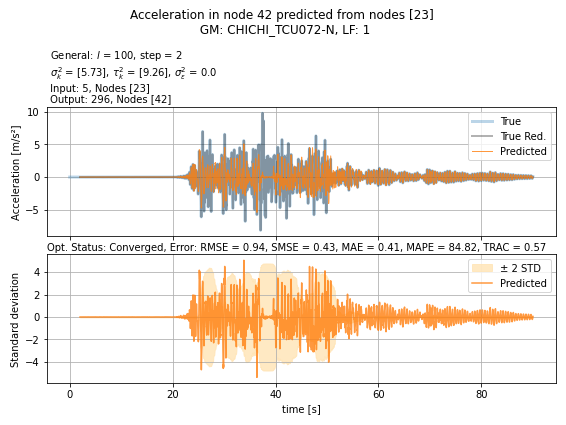 Acceleration in node 42 predicted from nodes [23]
GM: CHICHI_TCU072-N, LF: 1
General: l = 100, step = 2
σ²ₖ = [5.73], τ²ₖ = [9.26], σ²ε = 0.0
Input: 5, Nodes [23]
Output: 296, Nodes [42]
Acceleration [m/s²]
10
5
0
−5
True
True Red.
Predicted
Opt. Status: Converged, Error: RMSE = 0.94, SMSE = 0.43, MAE = 0.41, MAPE = 84.82, TRAC = 0.57
Standard deviation
4
2
0
−2
−4
± 2 STD
Predicted
0 20 40 60 80
time [s]